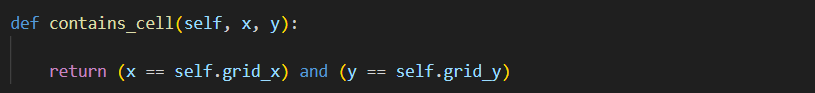 def contains_cell(self, x, y):
return (x == self.grid_x) and (y == self.grid_y)